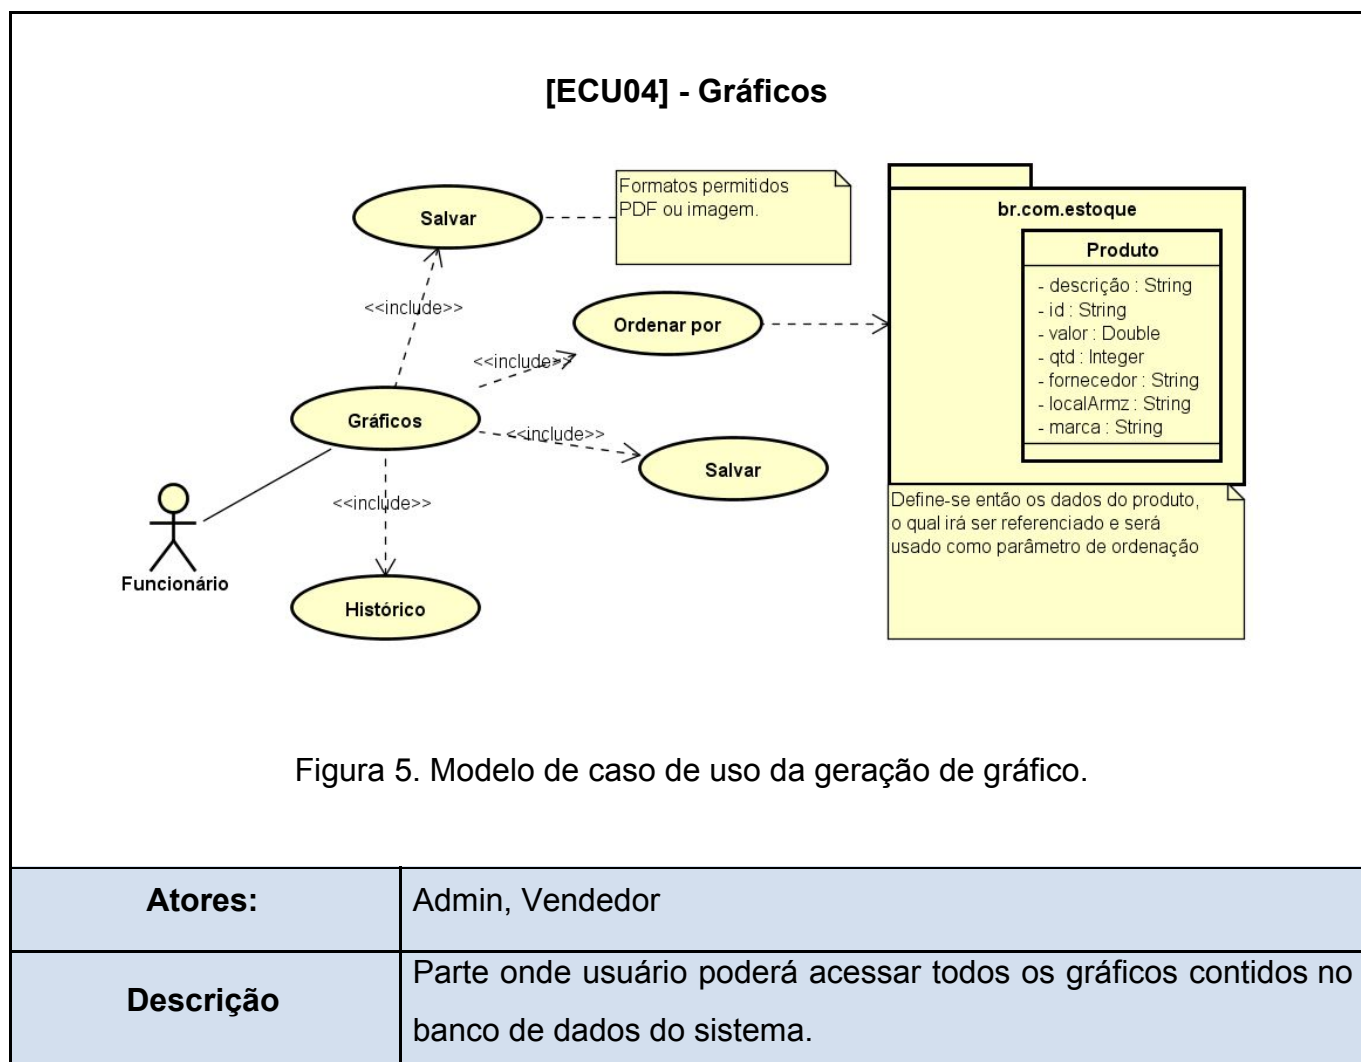 [ECU04] - Gráficos
Formatos permitidos
PDF ou imagem.
Salvar
br.com.estoque
Produto
- descrição : String
- id : String
- valor : Double
- qtd : Integer
- fornecedor : String
- localArmz : String
- marca : String
<<include>>
Ordenar por
<<include>>
Gráficos
<<include>>
Salvar
<<include>>
Define-se então os dados do produto,
o qual irá ser referenciado e será
usado como parâmetro de ordenação
Funcionário
Histórico
Figura 5. Modelo de caso de uso da geração de gráfico.
Atores:
Admin, Vendedor
Descrição
Parte onde usuário poderá acessar todos os gráficos contidos no
banco de dados do sistema.